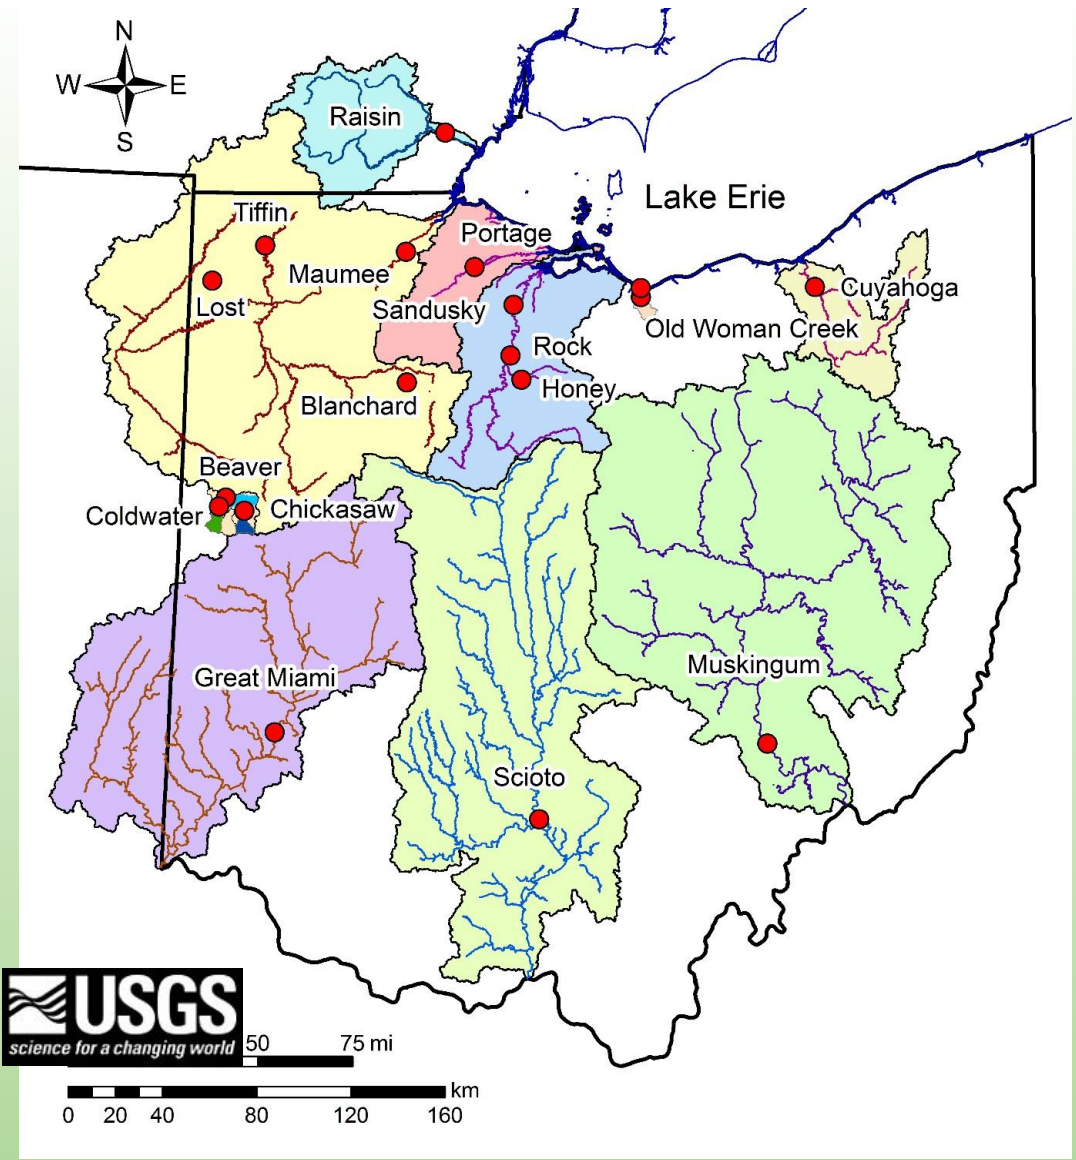 N
W E
S
Raisin
Lake Erie
Tiffin
Portage
Maumee
Cuyahoga
Lost
Sandusky
Old Woman Creek
Rock
Honey
Blanchard
Beaver
Coldwater
Chickasaw
Muskingum
Great Miami
Scioto
USGS
science for a changing world
50 75 mi
km
0 20 40 80 120 160